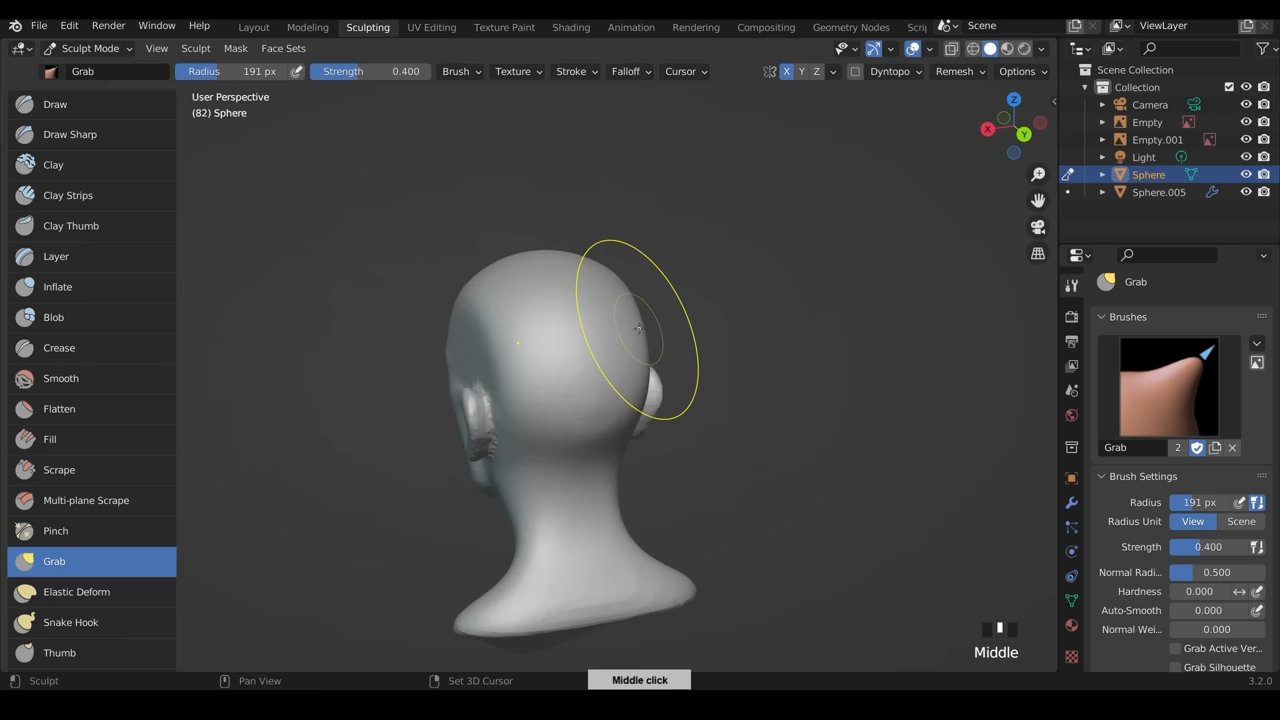 File Edit Render Window Help Layout Modeling Sculpting UV Editing Texture Paint Shading Animation Rendering Compositing Geometry Nodes Scri Scene ViewLayer
Sculpt Mode View Sculpt Mask Face Sets
Grab Radius 191 px Strength 0.400 Brush Texture Stroke Falloff Cursor X Y Z Dyntopo Remesh Options
User Perspective
(82) Sphere
Draw
Draw Sharp
Clay
Clay Strips
Clay Thumb
Layer
Inflate
Blob
Crease
Smooth
Flatten
Fill
Scrape
Multi-plane Scrape
Pinch
Grab
Elastic Deform
Snake Hook
Thumb
Z
X
Y
Middle
Scene Collection
Collection
Camera
Empty
Empty.001
Light
Sphere
Sphere.005
Grab
Brushes
Grab 2
Brush Settings
Radius 191 px
Radius Unit View Scene
Strength 0.400
Normal Radi... 0.500
Hardness 0.000
Auto-Smooth 0.000
Normal Wei... 0.000
Grab Active Ver...
Grab Silhouette
Sculpt Pan View Set 3D Cursor Middle click 3.2.0